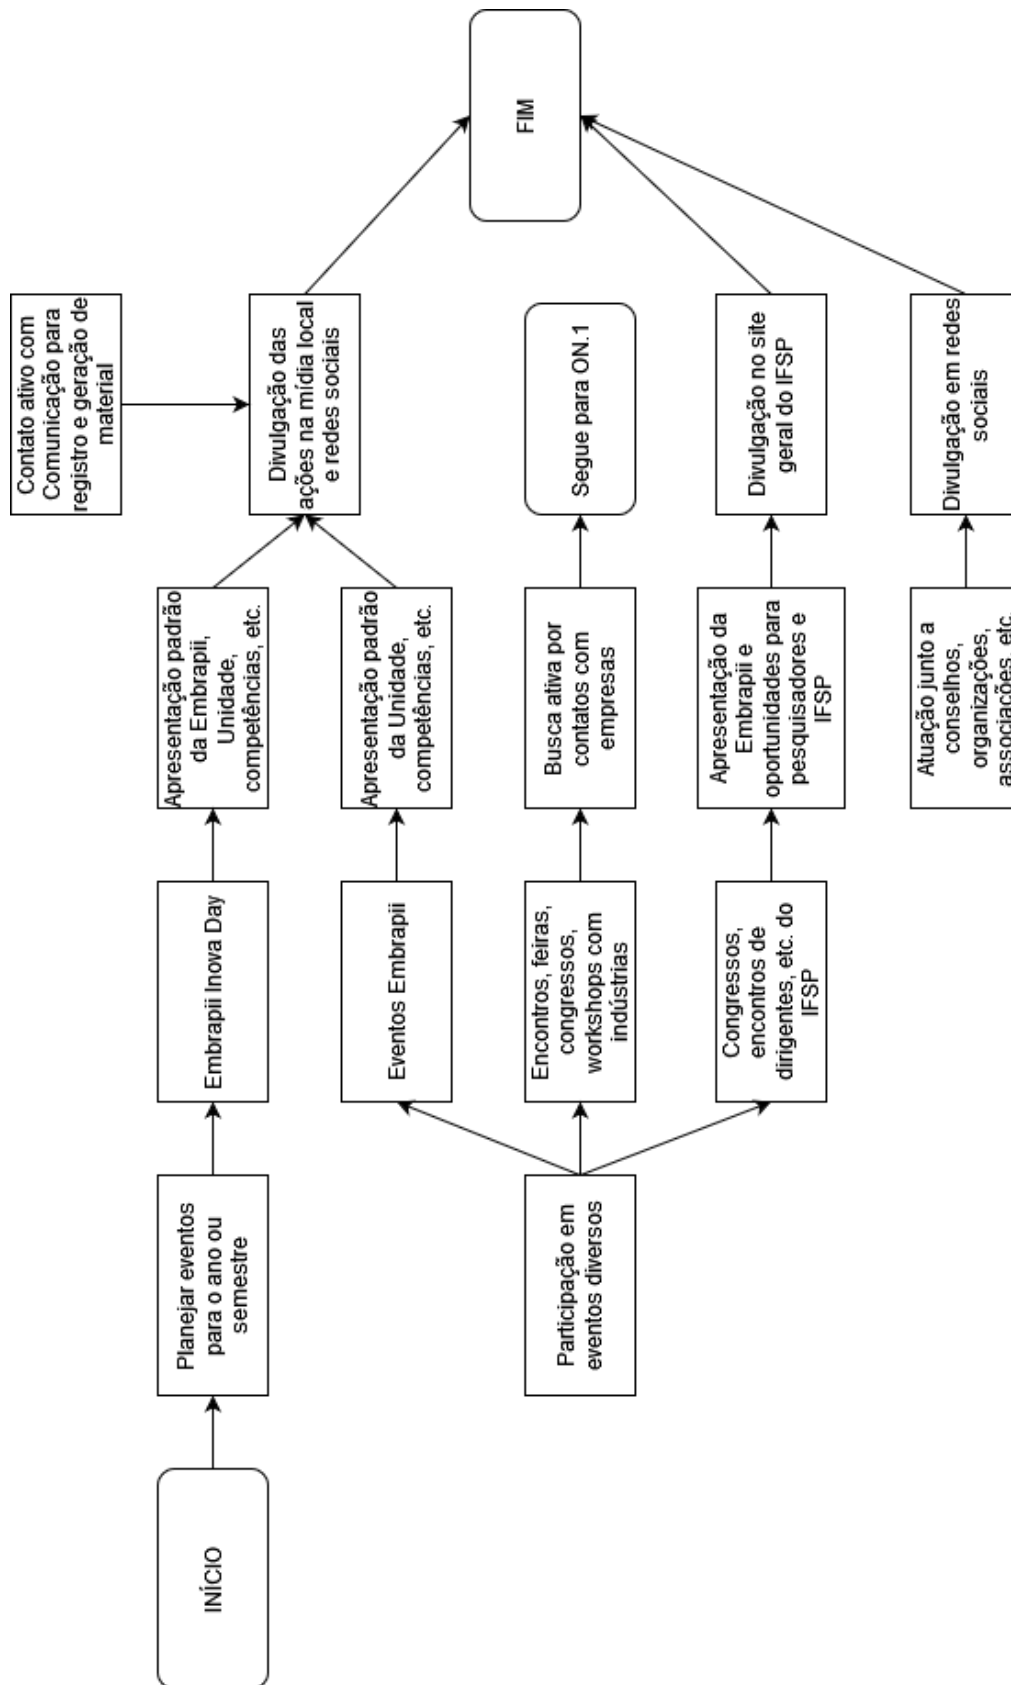 INÍCIO
Planejar eventos
para o ano ou
semestre
Embrapii Inova Day
Apresentação padrão
da Embrapii,
Unidade,
competências, etc.
Contato ativo com
Comunicação para
registro e geração de
material
Divulgação das
ações na mídia local
e redes sociais
FIM
Eventos Embrapii
Apresentação padrão
da Unidade,
competências, etc.
Participação em
eventos diversos
Encontros, feiras,
congressos,
workshops com
indústrias
Busca ativa por
contatos com
empresas
Segue para ON.1
Congressos,
encontros de
dirigentes, etc. do
IFSP
Apresentação da
Embrapii e
oportunidades para
pesquisadores e
IFSP
Divulgação no site
geral do IFSP
Atuação junto a
conselhos,
organizações,
associações, etc.
Divulgação em redes
sociais